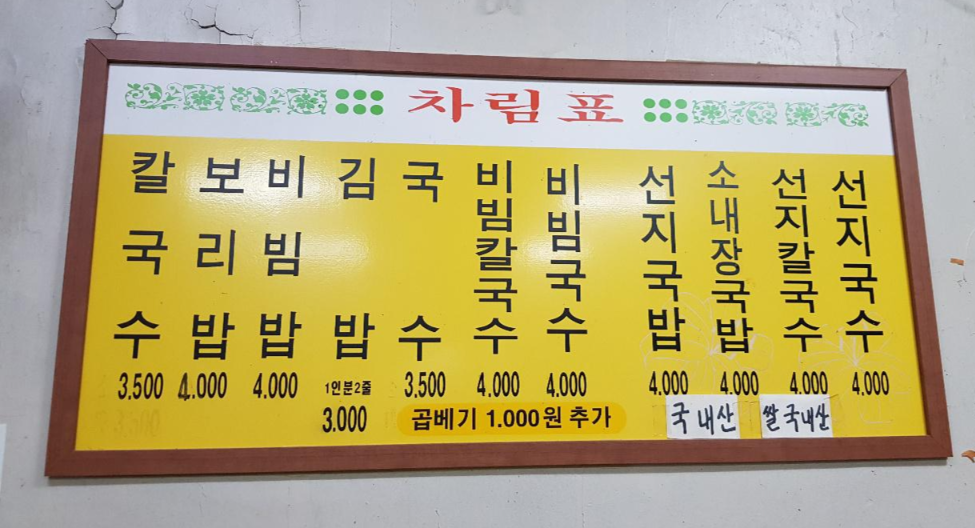 차림표
칼국수 3.500
보리밥 4.000
비빔밥 4.000
김밥 1인분2줄 3.000
국수 3.500
비빔칼국수 4.000
비빔국수 4.000
선지국밥 4.000
소내장국밥 4.000
선지칼국수 4.000
선지국수 4.000
곱베기 1.000원 추가
국내산
쌀국내산